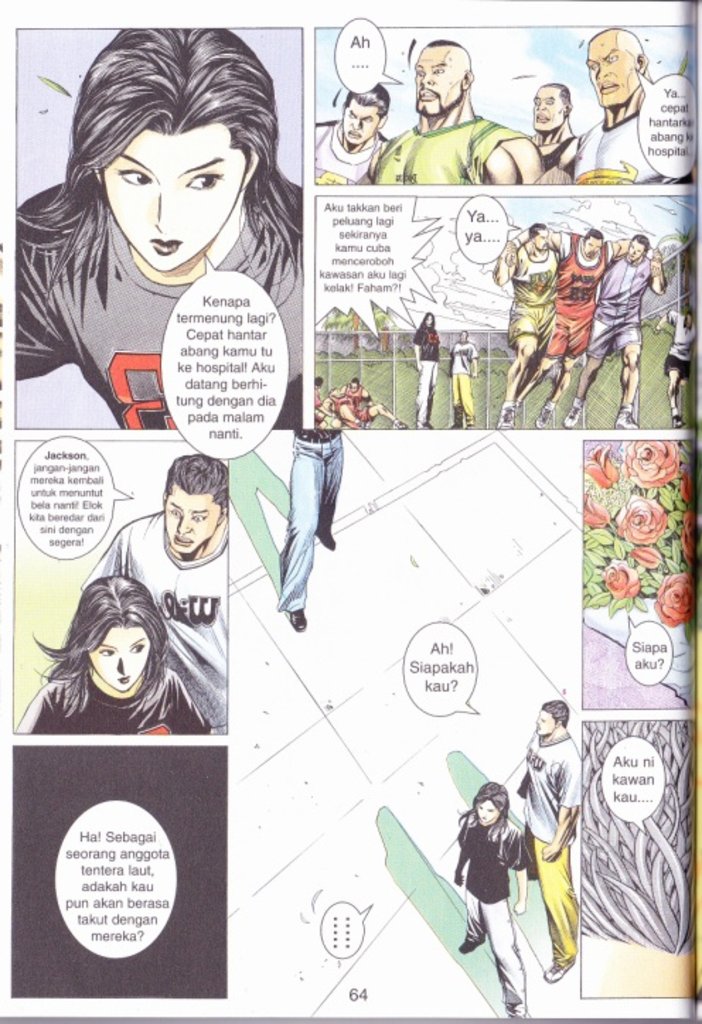 Kenapa
termenung lagi?
Cepat hantar
abang kamu tu
ke hospital! Aku
datang berhi-
tung dengan dia
pada malam
nanti.
Ah
....
Ya...
cepat
hantarka
abang k
hospital.
Aku takkan beri
peluang lagi
sekiranya
kamu cuba
menceroboh
kawasan aku lagi
kelak! Faham?!
Ya...
ya....
Jackson,
jangan-jangan
mereka kembali
untuk menuntut
bela nanti! Elok
kita beredar dari
sini dengan
segera!
Ah!
Siapakah
kau?
Siapa
aku?
Ha! Sebagai
seorang anggota
tentera laut,
adakah kau
pun akan berasa
takut dengan
mereka?
Aku ni
kawan
kau....
64